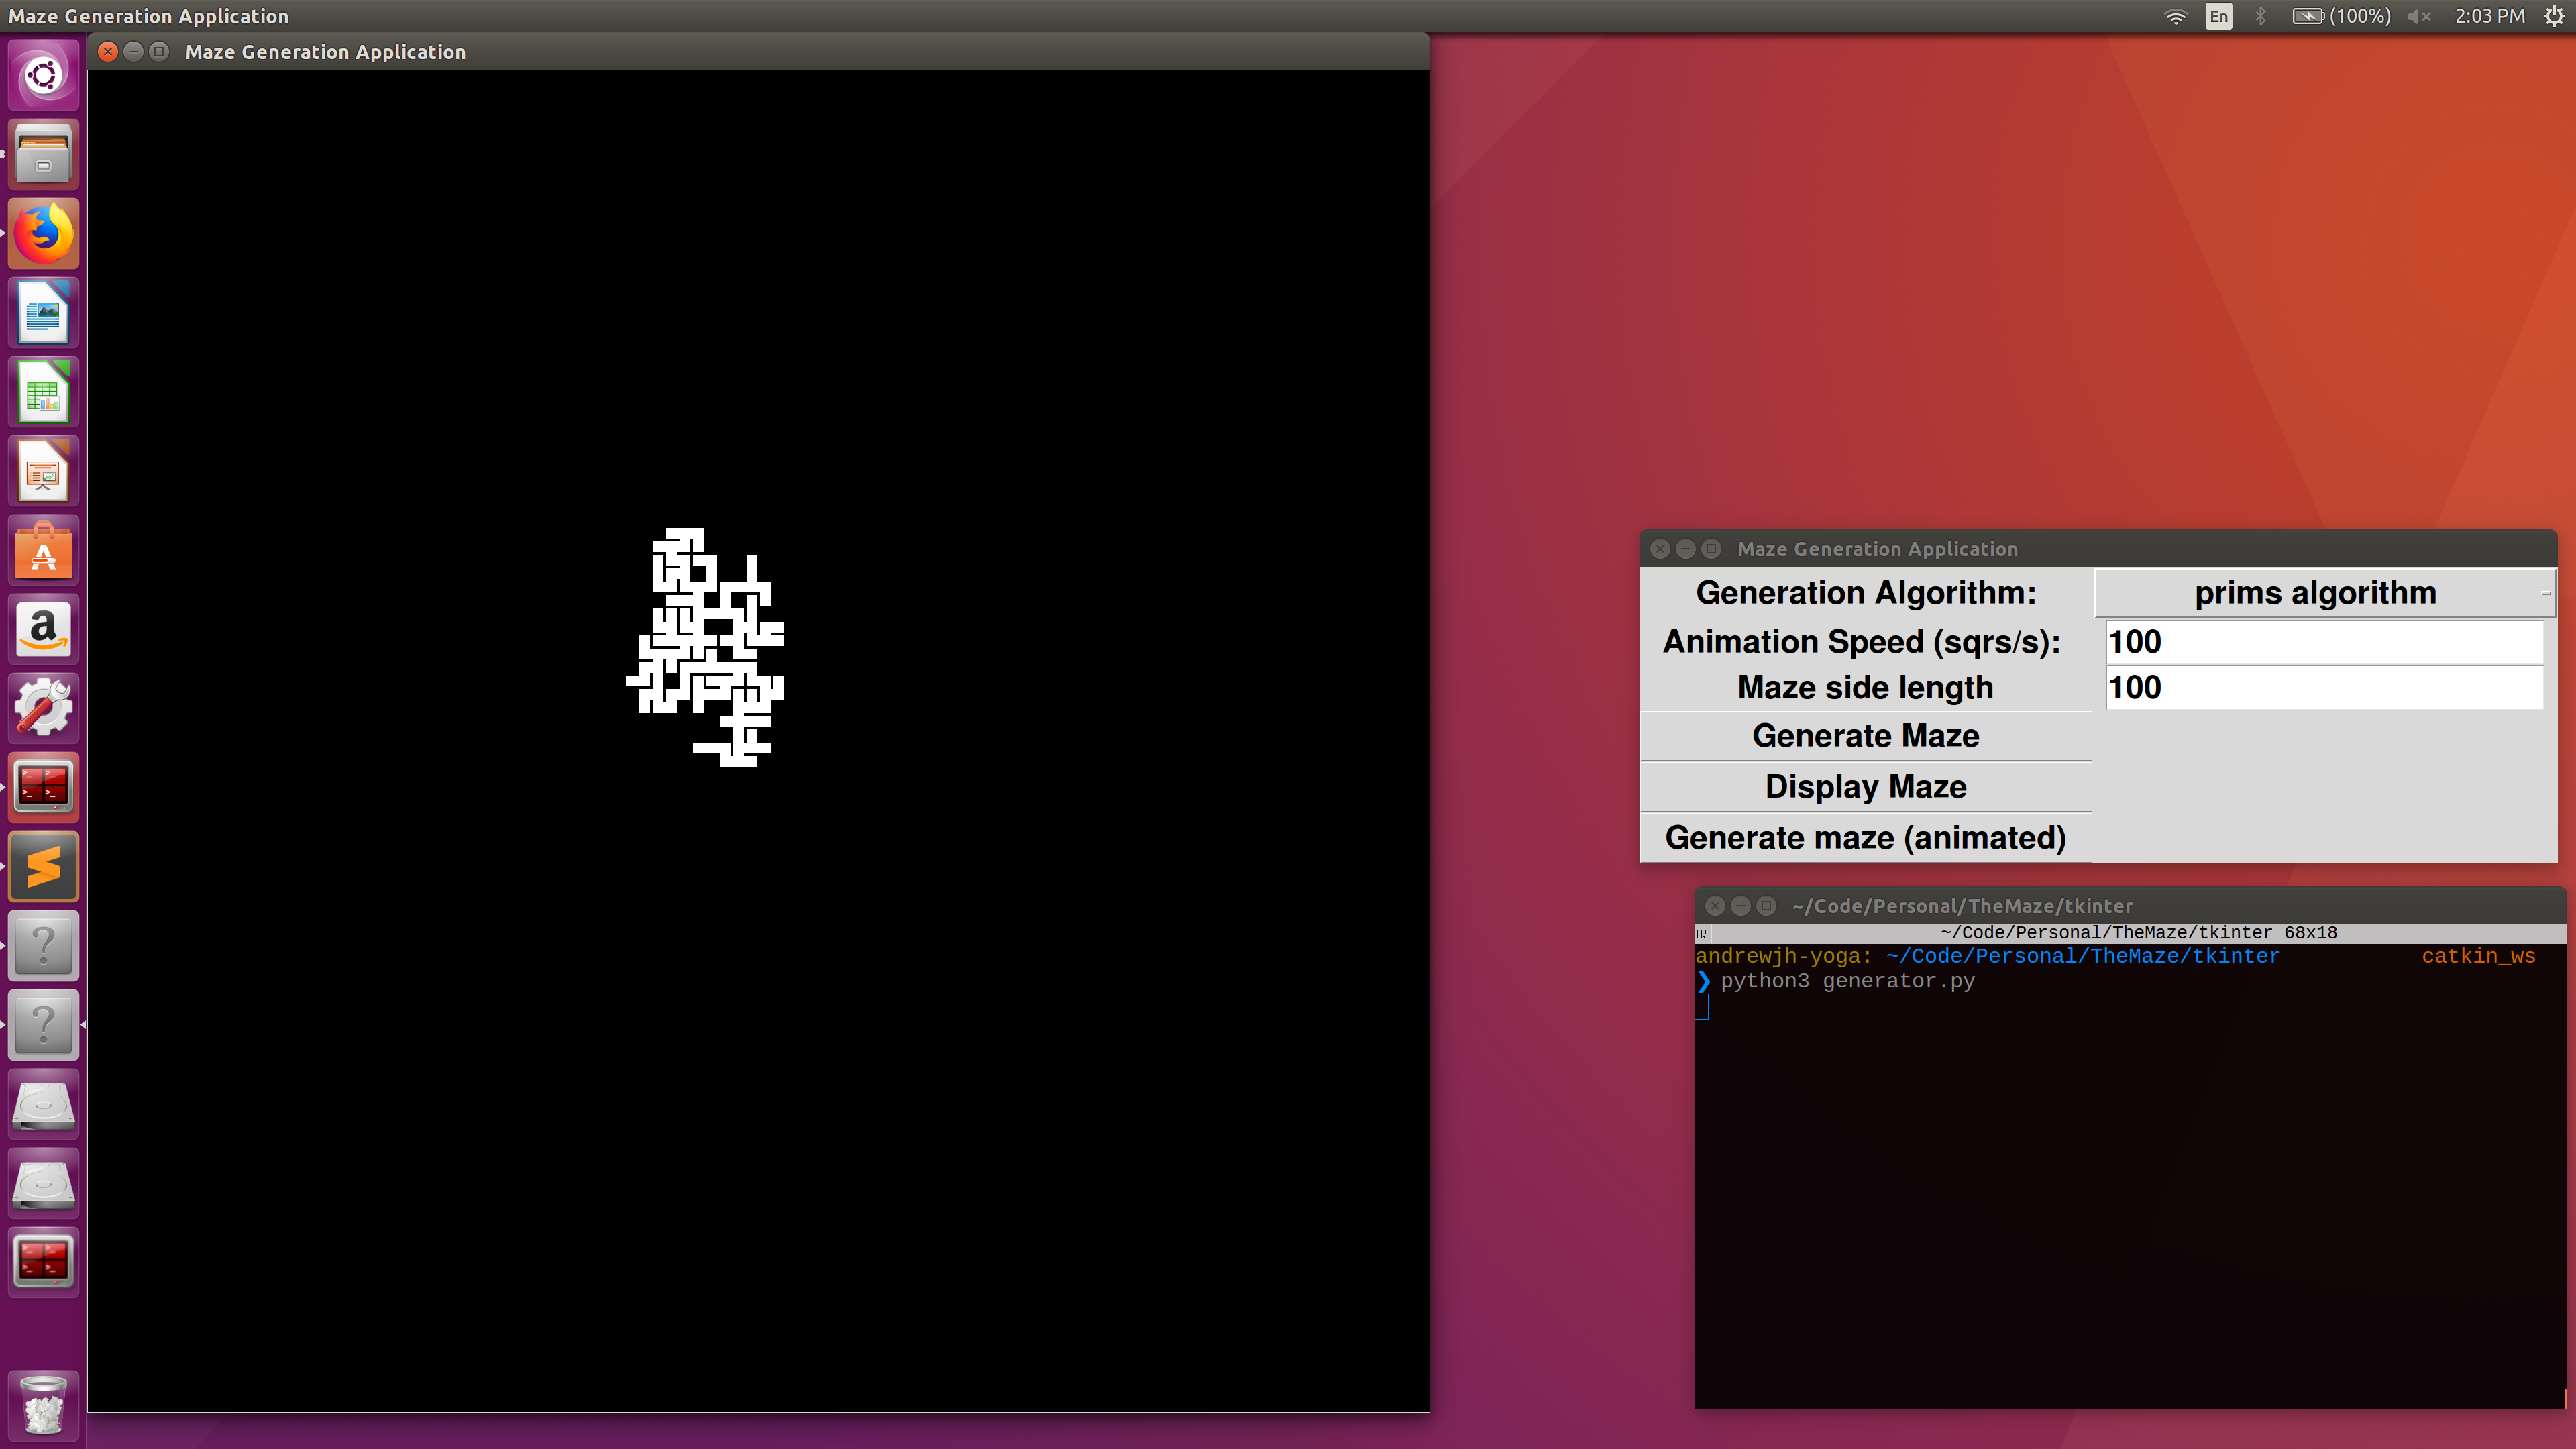 Maze Generation Application
En
(100%)
2:03 PM
Maze Generation Application
Maze Generation Application
Generation Algorithm:
prims algorithm
Animation Speed (sqrs/s):
100
Maze side length
100
Generate Maze
Display Maze
Generate maze (animated)
~/Code/Personal/TheMaze/tkinter
~/Code/Personal/TheMaze/tkinter 68x18
andrewjh-yoga: ~/Code/Personal/TheMaze/tkinter catkin_ws
❯ python3 generator.py